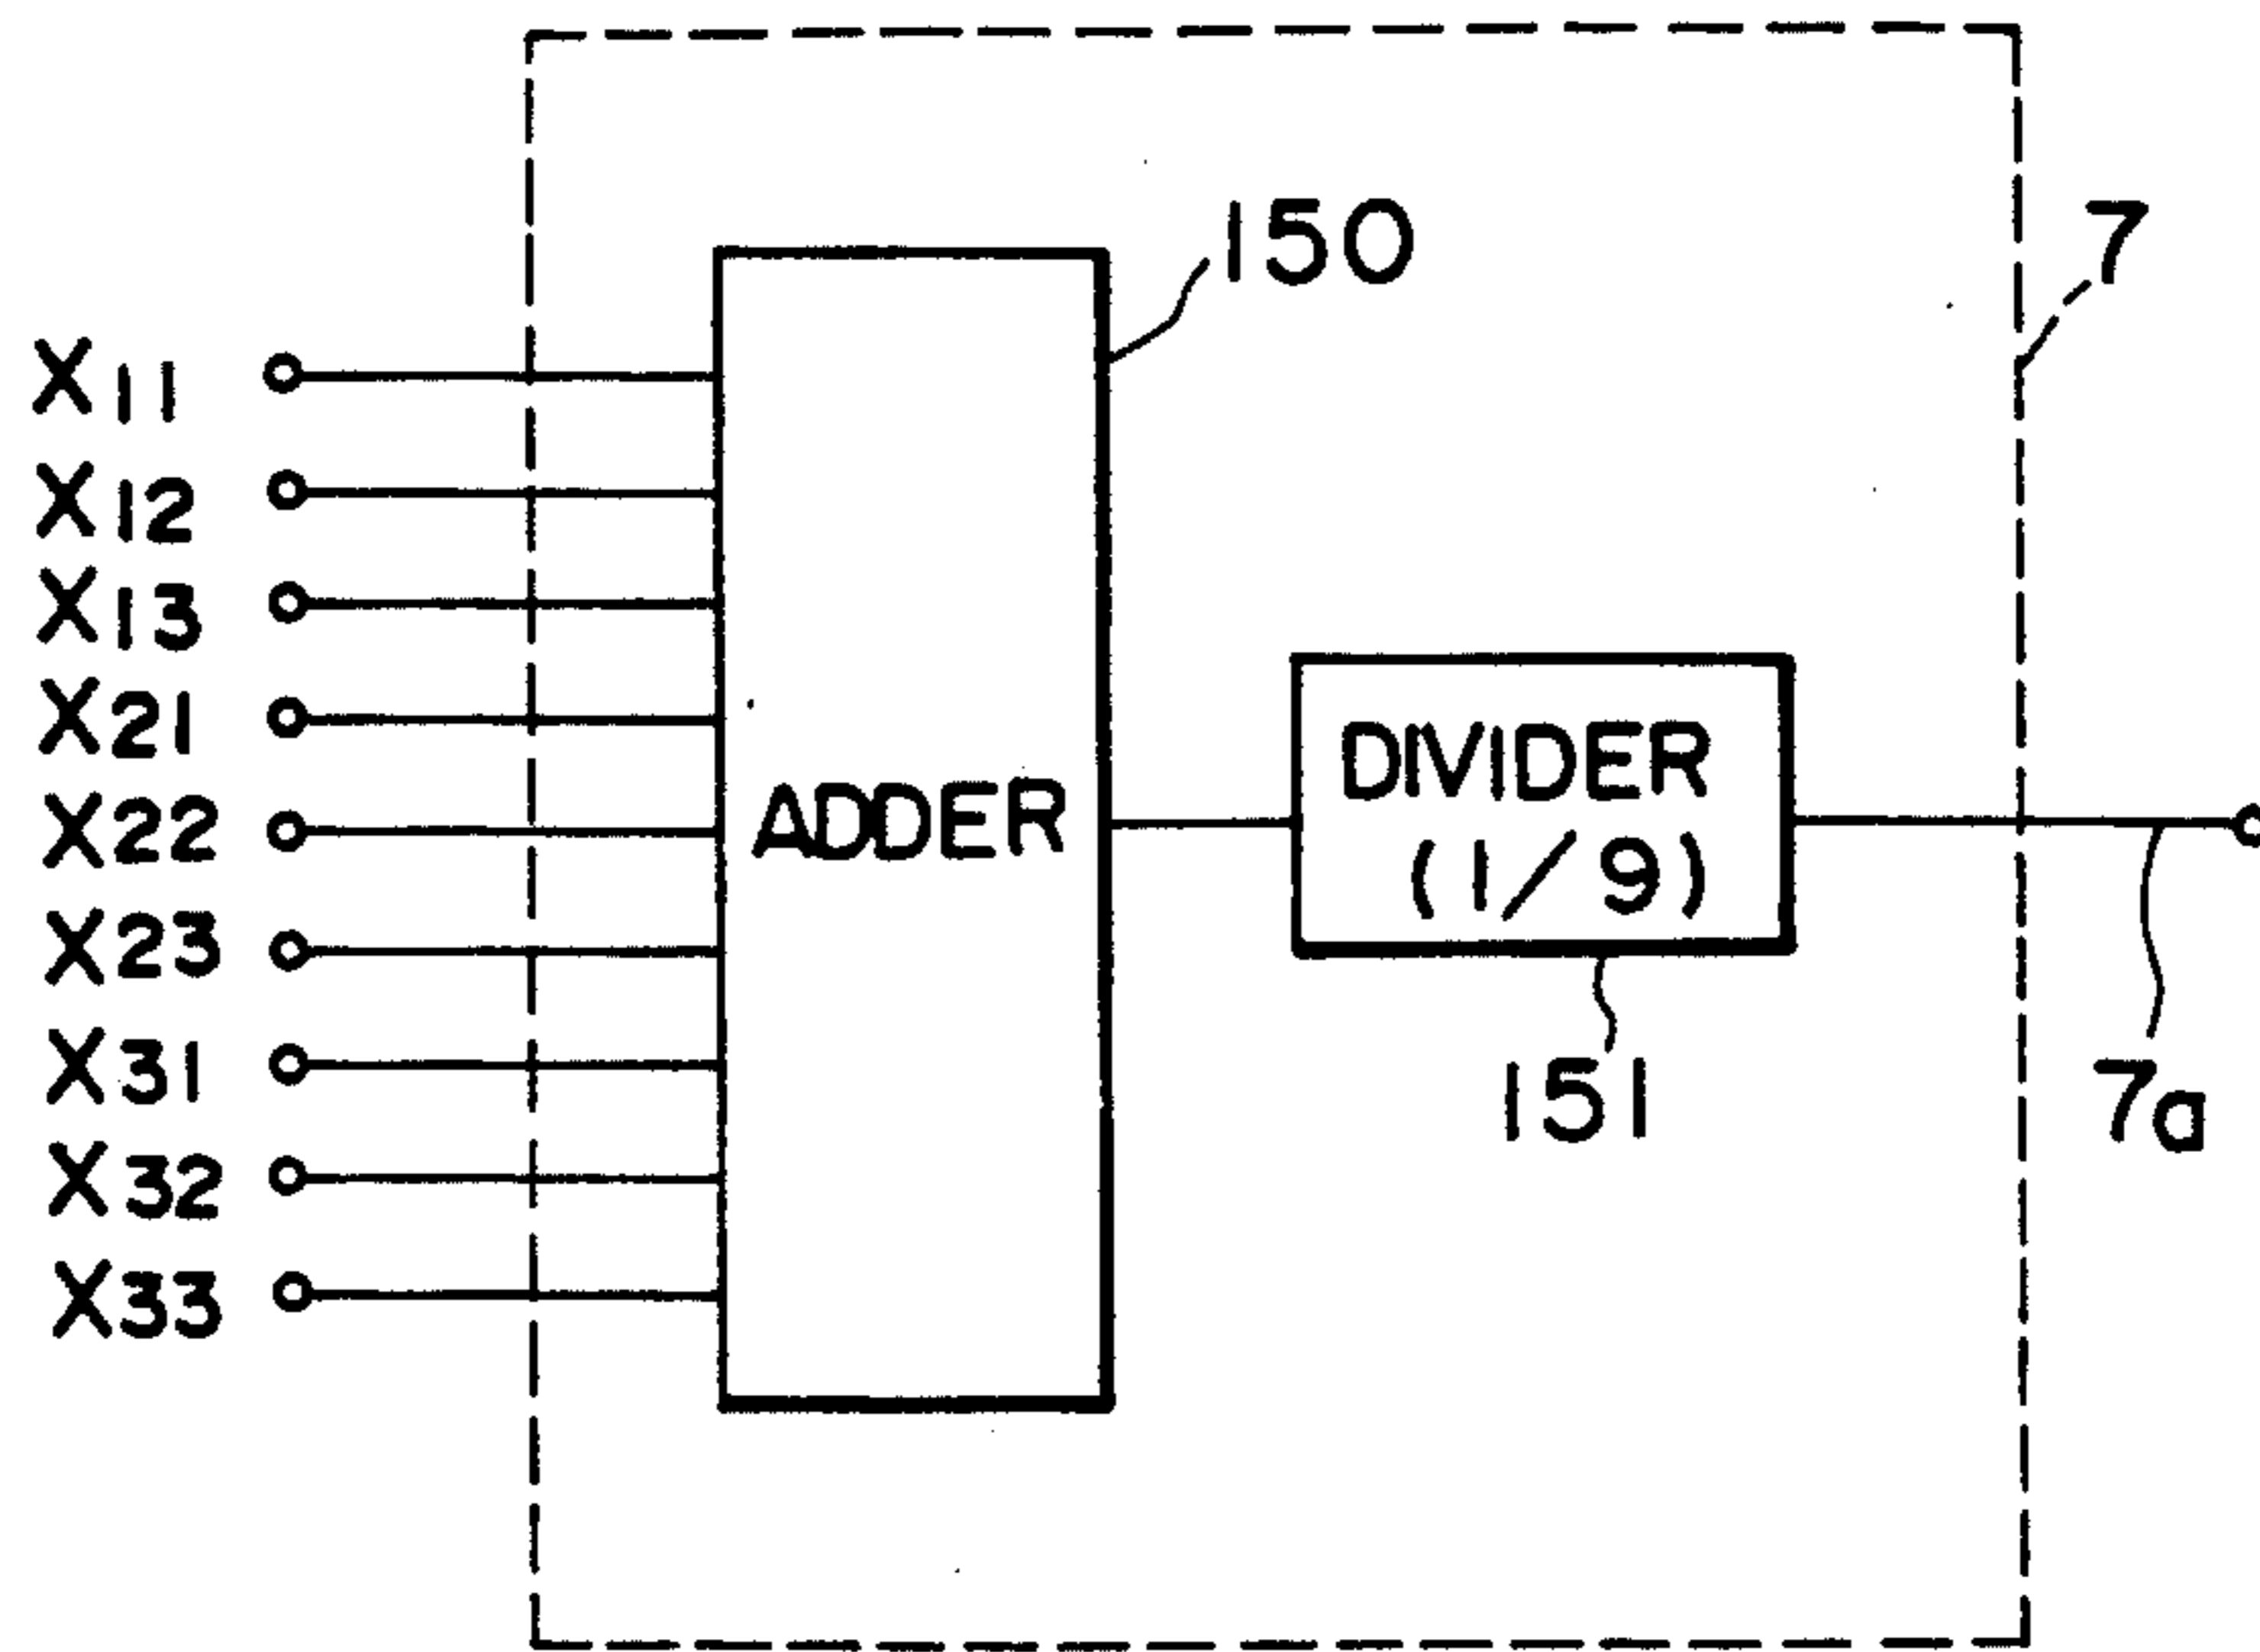 150
7
X11
X12
X13
X21
X22
X23
X31
X32
X33
ADDER
DIVIDER
(1/9)
151
7a